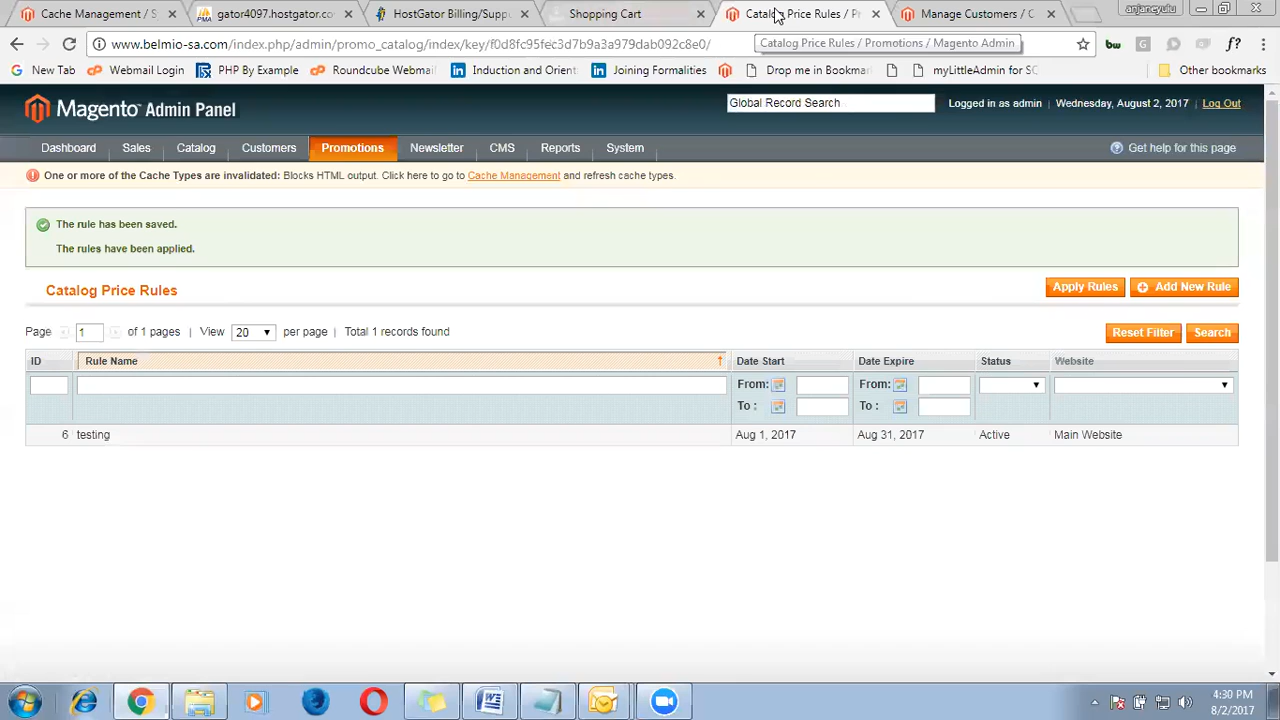 Cache Management / S
gator4097.hostgator.co
HostGator Billing/Suppo
Shopping Cart
Catalog Price Rules / Pr
Manage Customers / C
anjaneyulu
www.belmio-sa.com/index.php/admin/promo_catalog/index/key/f0d8fc95fec3d7b9a3a979dab092c8e0/
Catalog Price Rules / Promotions / Magento Admin
New Tab
Webmail Login
PHP By Example
Roundcube Webmail
Induction and Orient
Joining Formalities
Drop me in Bookmar
myLittleAdmin for SC
Other bookmarks
Magento Admin Panel
Global Record Search
Logged in as admin | Wednesday, August 2, 2017 | Log Out
Dashboard Sales Catalog Customers Promotions Newsletter CMS Reports System
Get help for this page
One or more of the Cache Types are invalidated: Blocks HTML output. Click here to go to Cache Management and refresh cache types.
The rule has been saved.
The rules have been applied.
Catalog Price Rules
Apply Rules
Add New Rule
Page 1 of 1 pages | View 20 per page | Total 1 records found
Reset Filter
Search
ID Rule Name Date Start Date Expire Status Website
From: From:
To : To :
6 testing Aug 1, 2017 Aug 31, 2017 Active Main Website
4:30 PM
8/2/2017